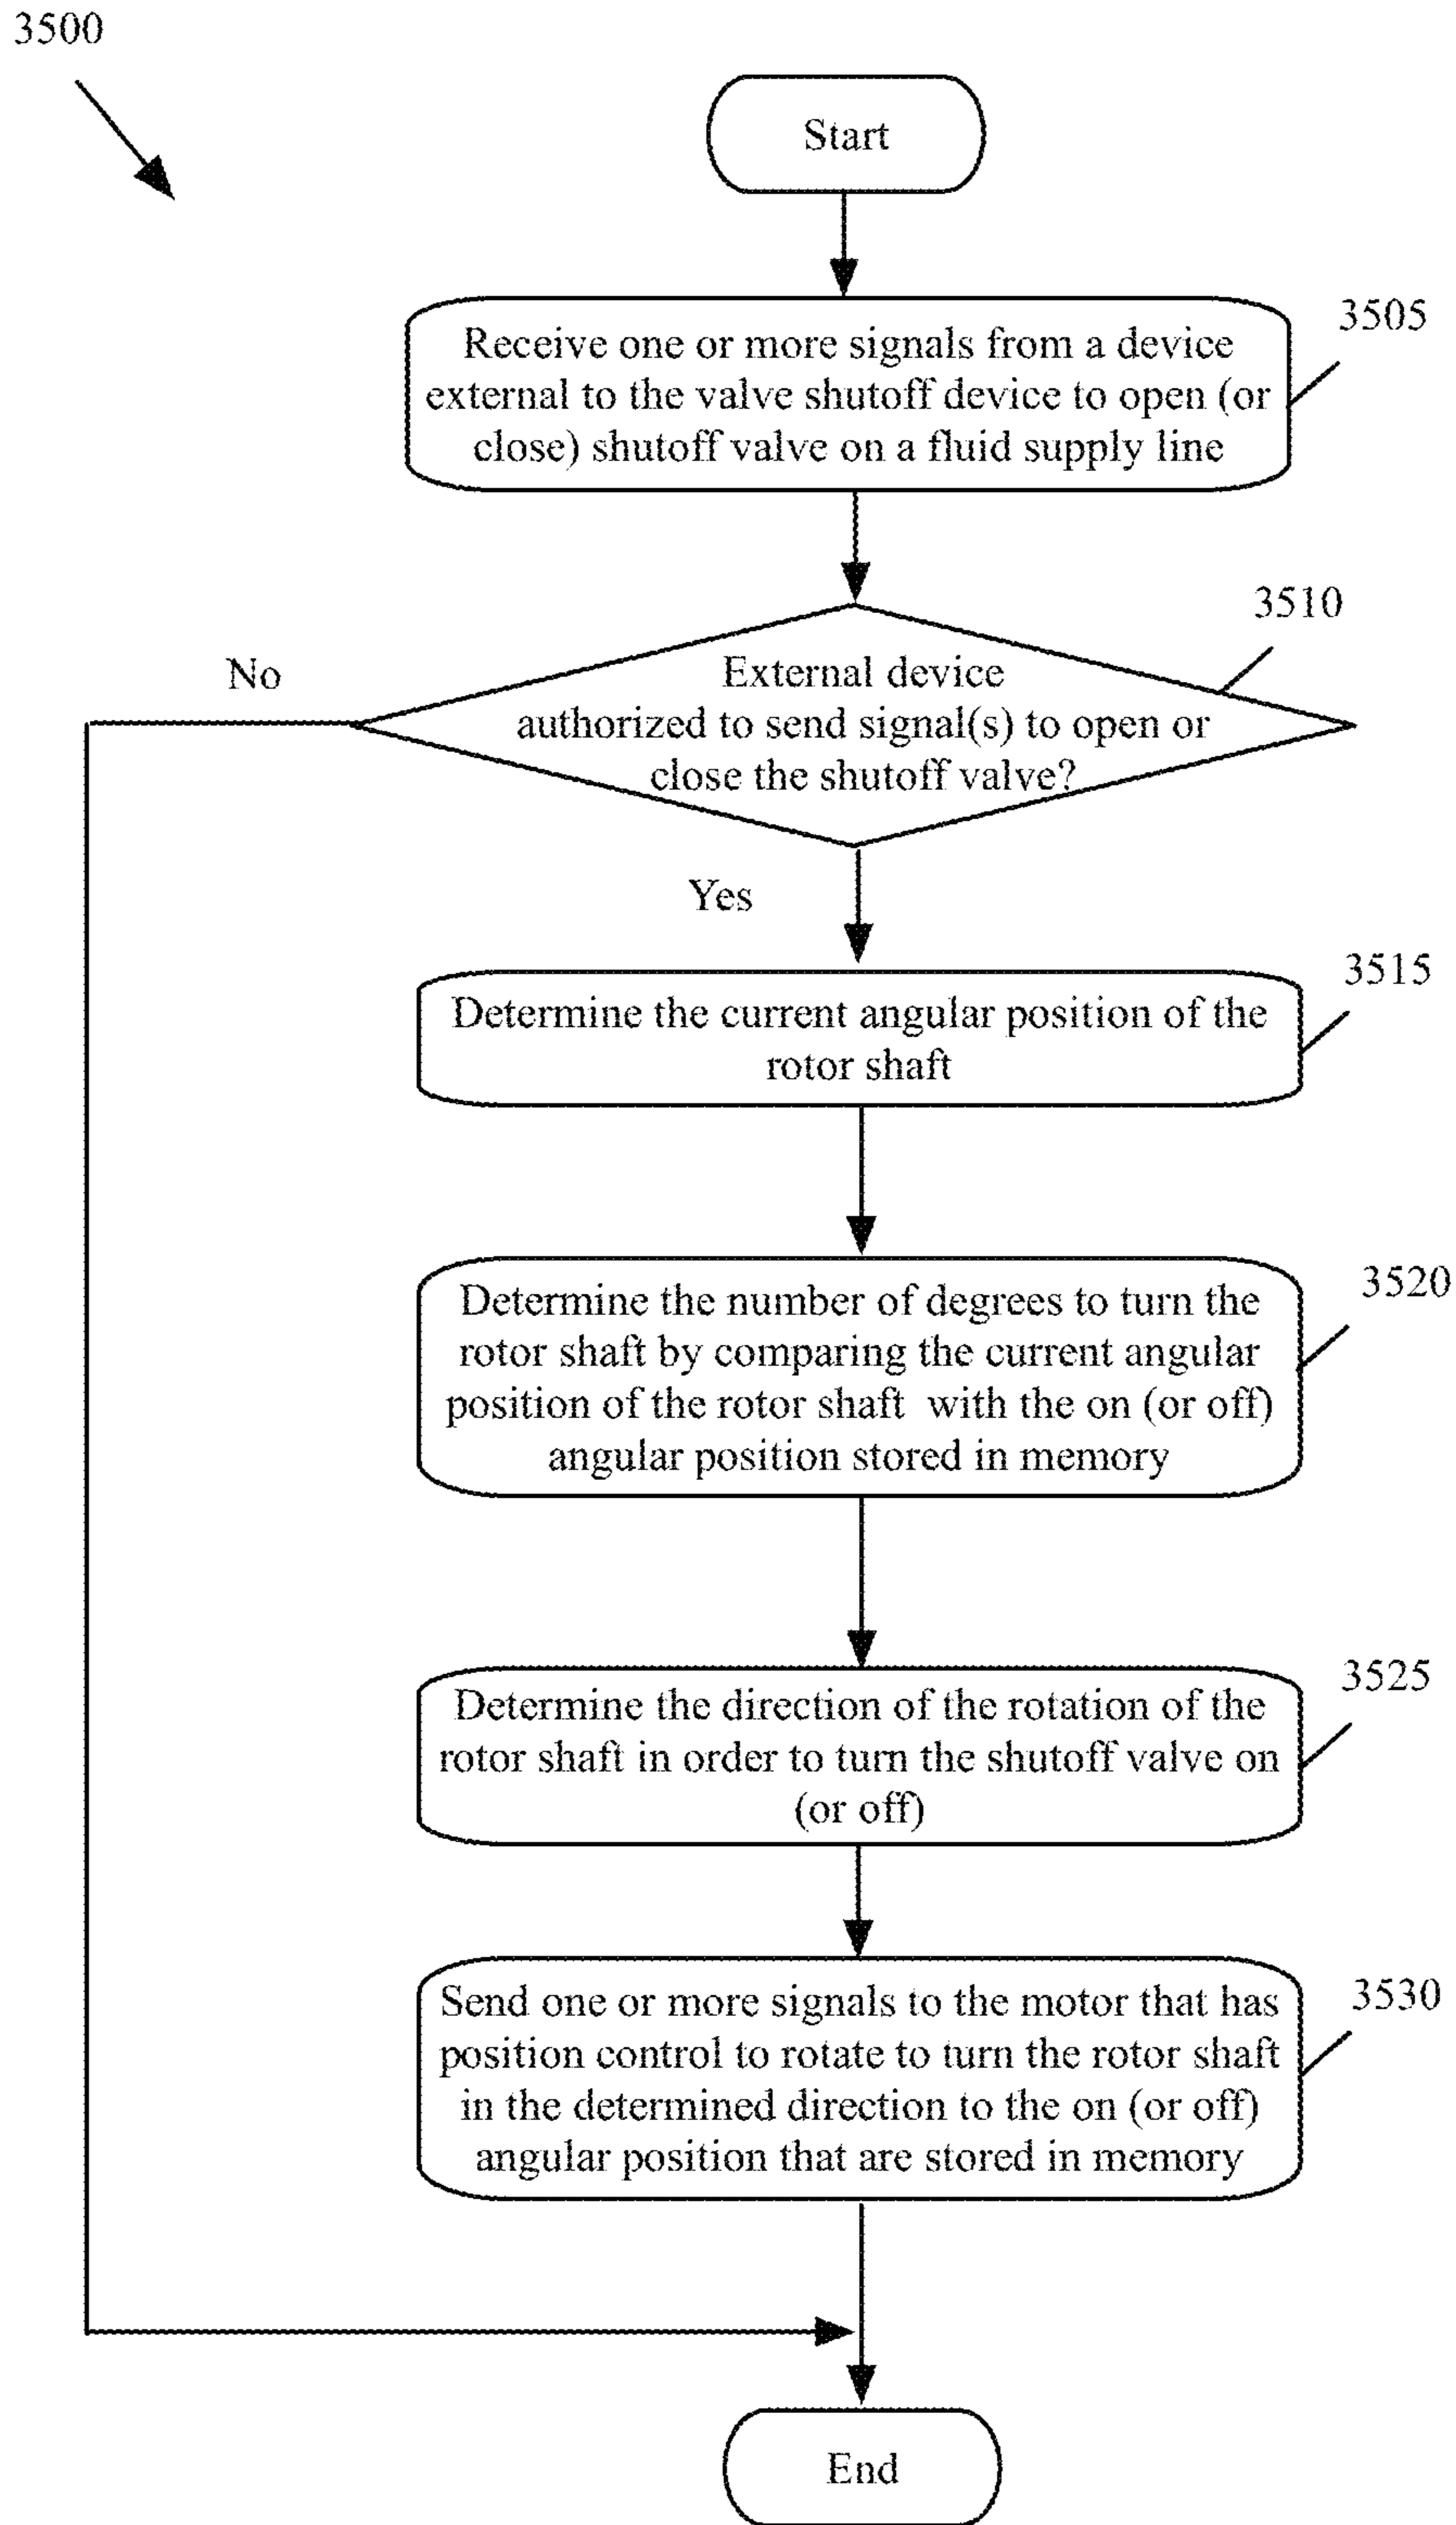 3500
Start
3505
Receive one or more signals from a device
external to the valve shutoff device to open (or
close) shutoff valve on a fluid supply line
3510
No
External device
authorized to send signal(s) to open or
close the shutoff valve?
Yes
3515
Determine the current angular position of the
rotor shaft
3520
Determine the number of degrees to turn the
rotor shaft by comparing the current angular
position of the rotor shaft with the on (or off)
angular position stored in memory
3525
Determine the direction of the rotation of the
rotor shaft in order to turn the shutoff valve on
(or off)
3530
Send one or more signals to the motor that has
position control to rotate to turn the rotor shaft
in the determined direction to the on (or off)
angular position that are stored in memory
End